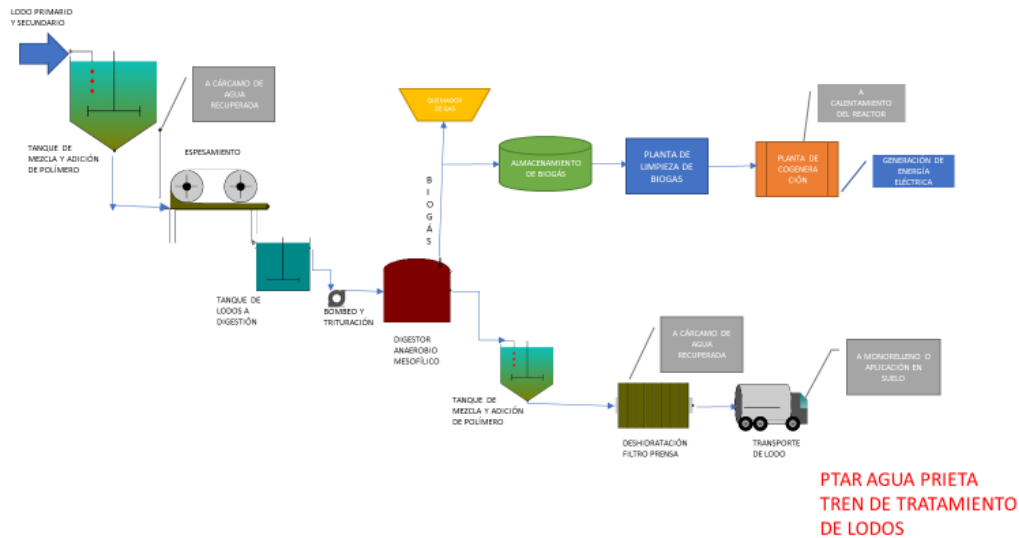 LODO PRIMARIO
Y SECUNDARIO
A CÁRCAMO DE
AGUA
RECUPERADA
TANQUE DE
MEZCLA Y ADICIÓN
DE POLÍMERO
ESPESAMIENTO
QUEMADOR
DE GAS
ALMACENAMIENTO
DE BIOGÁS
PLANTA DE
LIMPIEZA DE
BIOGAS
PLANTA DE
COGENERA
CIÓN
A
CALENTAMIENTO
DEL REACTOR
GENERACIÓN DE
ENERGÍA
ELÉCTRICA
B
I
O
G
Á
S
TANQUE DE
LODOS A
DIGESTIÓN
BOMBEO Y
TRITURACIÓN
DIGESTOR
ANAEROBIO
MESOFÍLICO
TANQUE DE
MEZCLA Y ADICIÓN
DE POLÍMERO
A CÁRCAMO DE
AGUA
RECUPERADA
DESHIDRATACIÓN
FILTRO PRENSA
TRANSPORTE
DE LODO
A MONORELLENO O
APLICACIÓN EN
SUELO
PTAR AGUA PRIETA
TREN DE TRATAMIENTO
DE LODOS